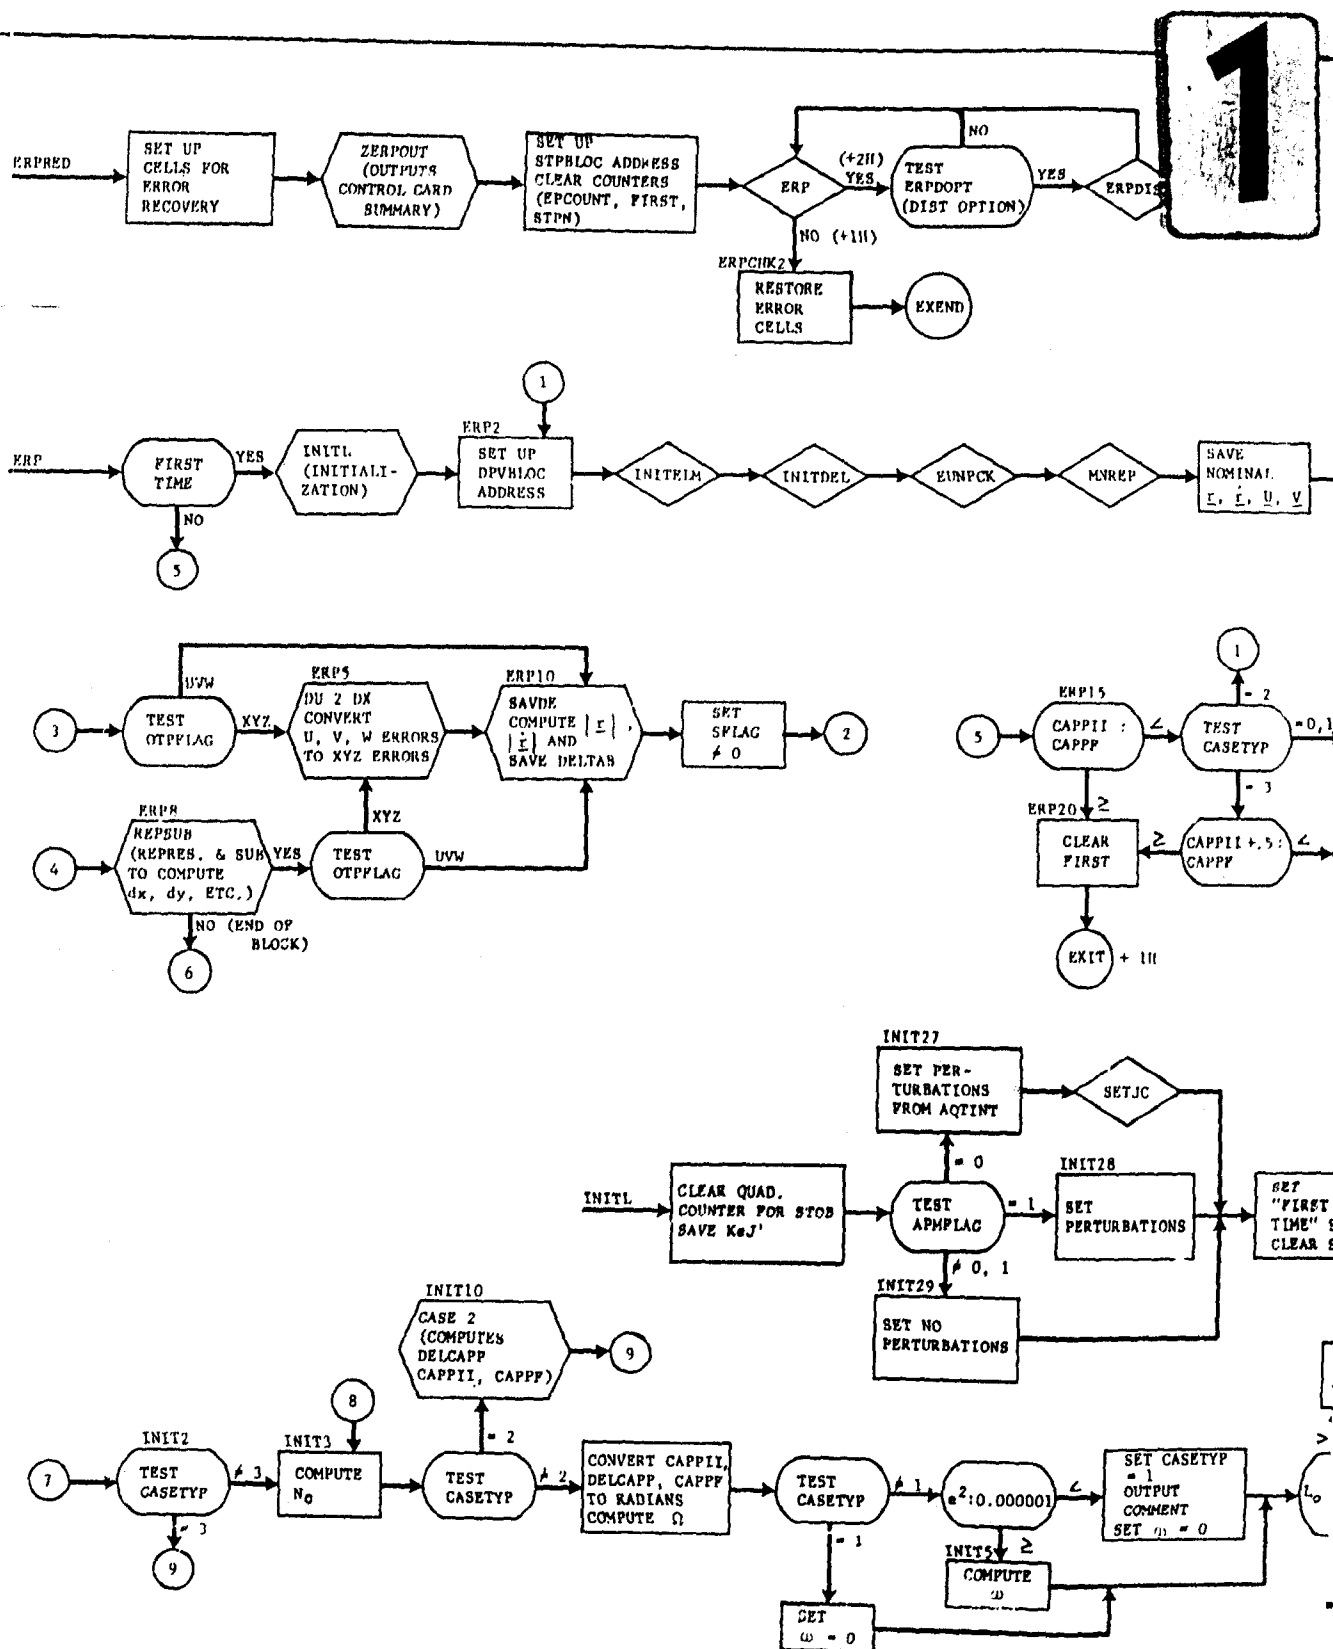 1
ERPRED
SET UP
CELLS FOR
ERROR
RECOVERY
ZERPOUT
(OUTPUTS
CONTROL CARD
SUMMARY)
SET UP
STPBLOC ADDRESS
CLEAR COUNTERS
(EPCOUNT, FIRST,
STPN)
ERP
(+2H)
YES
NO (+1H)
TEST
ERPDOPT
(DIST OPTION)
NO
YES
ERPDIS
ERPCHK2
RESTORE
ERROR
CELLS
EXEND
1
ERP
FIRST
TIME
YES
NO
5
INITL
(INITIALI-
ZATION)
ERP2
SET UP
DPVBLOC
ADDRESS
INITELM
INITDEL
EUNPCK
MNREP
SAVE
NOMINAL
r, ṙ, U, V
3
TEST
OTPFLAG
UVW
XYZ
ERP5
DU 2 DX
CONVERT
U, V, W ERRORS
TO XYZ ERRORS
ERP10
SAVDE
COMPUTE |r|,
|ṙ| AND
SAVE DELTAS
SET
SFLAG
≠ 0
2
4
ERP8
REPSUB
(REPRES. & SUB
TO COMPUTE
dx, dy, ETC.)
YES
NO (END OF
BLOCK)
6
TEST
OTPFLAG
XYZ
UVW
5
ERP15
CAPPII :
CAPPF
<
≥
1
= 2
TEST
CASETYP
=0,1
= 3
ERP20
CLEAR
FIRST
≥
CAPPII +.5:
CAPPF
<
EXIT + 1H
INITL
CLEAR QUAD.
COUNTER FOR STOB
SAVE KeJ'
TEST
APMFLAG
= 0
= 1
≠ 0, 1
INIT27
SET PER-
TURBATIONS
FROM AQTINT
SETJC
INIT28
SET
PERTURBATIONS
INIT29
SET NO
PERTURBATIONS
SET
"FIRST
TIME" S
CLEAR S
7
INIT2
TEST
CASETYP
≠ 3
= 3
9
8
INIT3
COMPUTE
N₀
TEST
CASETYP
= 2
≠ 2
INIT10
CASE 2
(COMPUTES
DELCAPP
CAPPII, CAPPF)
9
CONVERT CAPPII,
DELCAPP, CAPPF
TO RADIANS
COMPUTE Ω
TEST
CASETYP
≠ 1
= 1
SET
ω = 0
e²:0.000001
<
≥
INIT5
COMPUTE
ω
SET CASETYP
= 1
OUTPUT
COMMENT
SET ω = 0
L₀